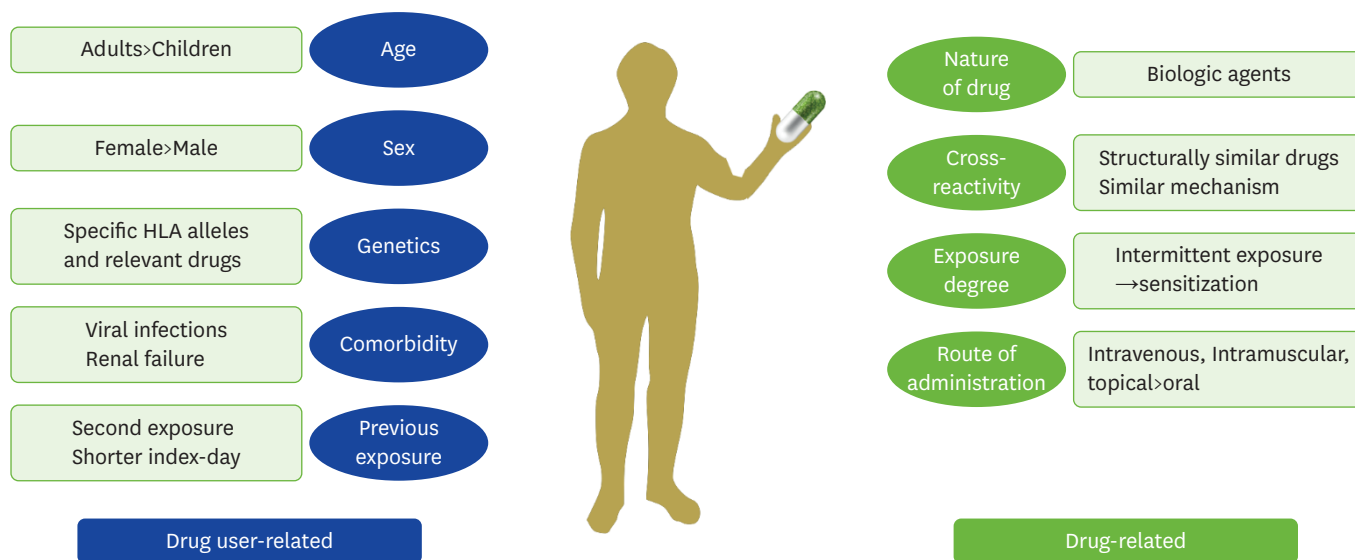 Adults>Children
Age
Female>Male
Sex
Specific HLA alleles
and relevant drugs
Genetics
Viral infections
Renal failure
Comorbidity
Second exposure
Shorter index-day
Previous
exposure
Drug user-related
Nature
of drug
Biologic agents
Cross-
reactivity
Structurally similar drugs
Similar mechanism
Exposure
degree
Intermittent exposure
→sensitization
Route of
administration
Intravenous, Intramuscular,
topical>oral
Drug-related